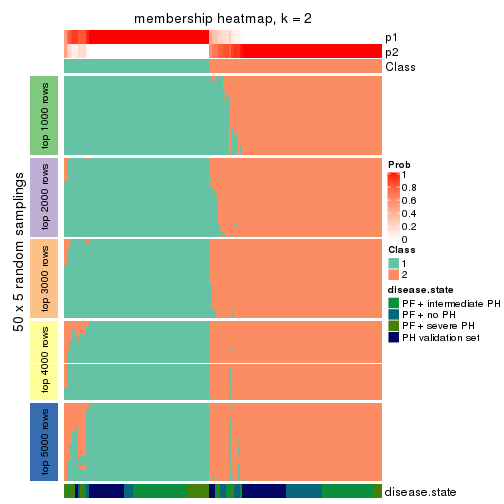 membership heatmap, k = 2
p1
p2
Class
50 x 5 random samplings
top 1000 rows
top 2000 rows
top 3000 rows
top 4000 rows
top 5000 rows
Prob
1
0.8
0.6
0.4
0.2
0
Class
1
2
disease.state
PF + intermediate PH
PF + no PH
PF + severe PH
PH validation set
disease.state